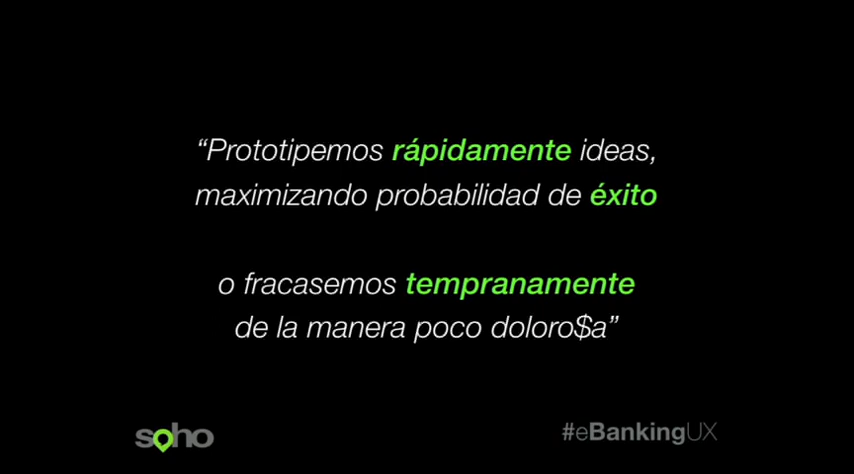 “Prototipemos rápidamente ideas,
maximizando probabilidad de éxito
o fracasemos tempranamente
de la manera poco doloro$a”
soho
#eBankingUX